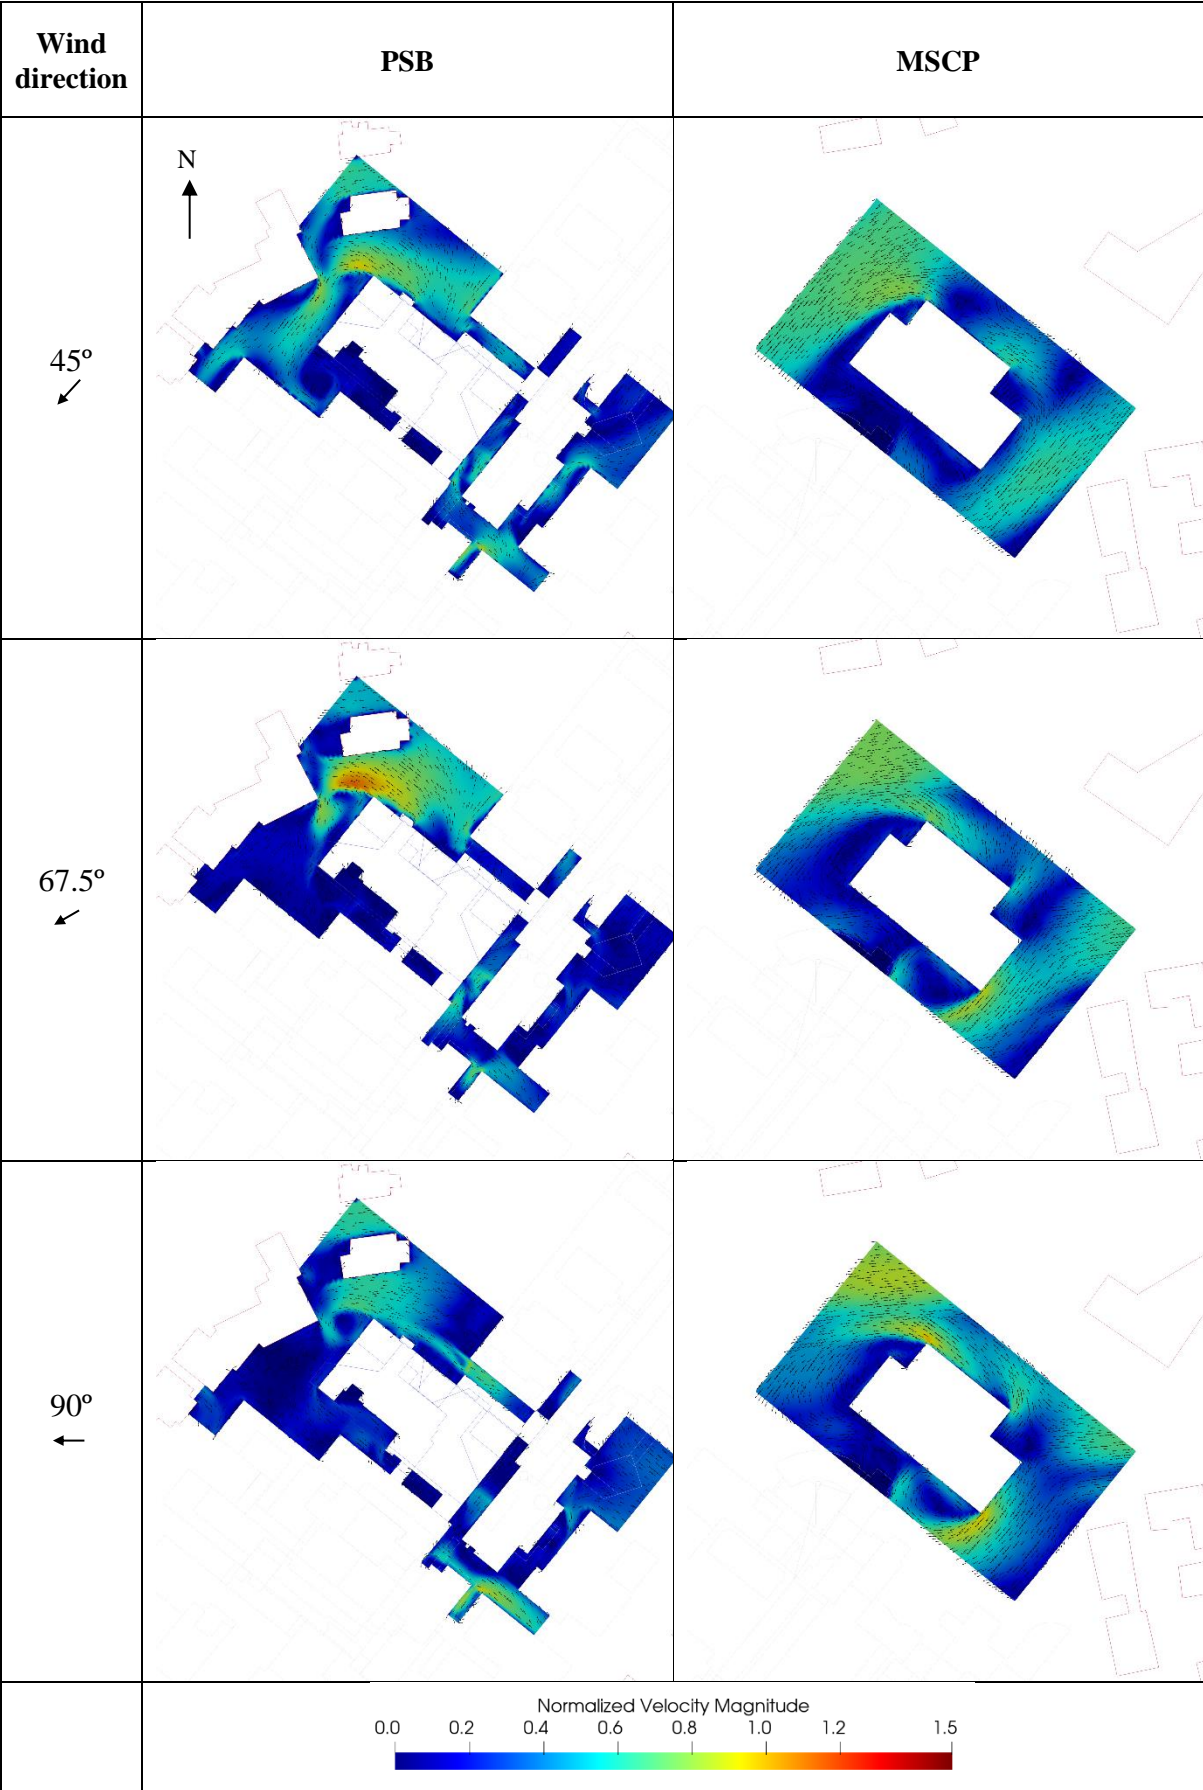 Wind
direction
PSB
MSCP
N
45º
67.5º
90º
Normalized Velocity Magnitude
0.0 0.2 0.4 0.6 0.8 1.0 1.2 1.5